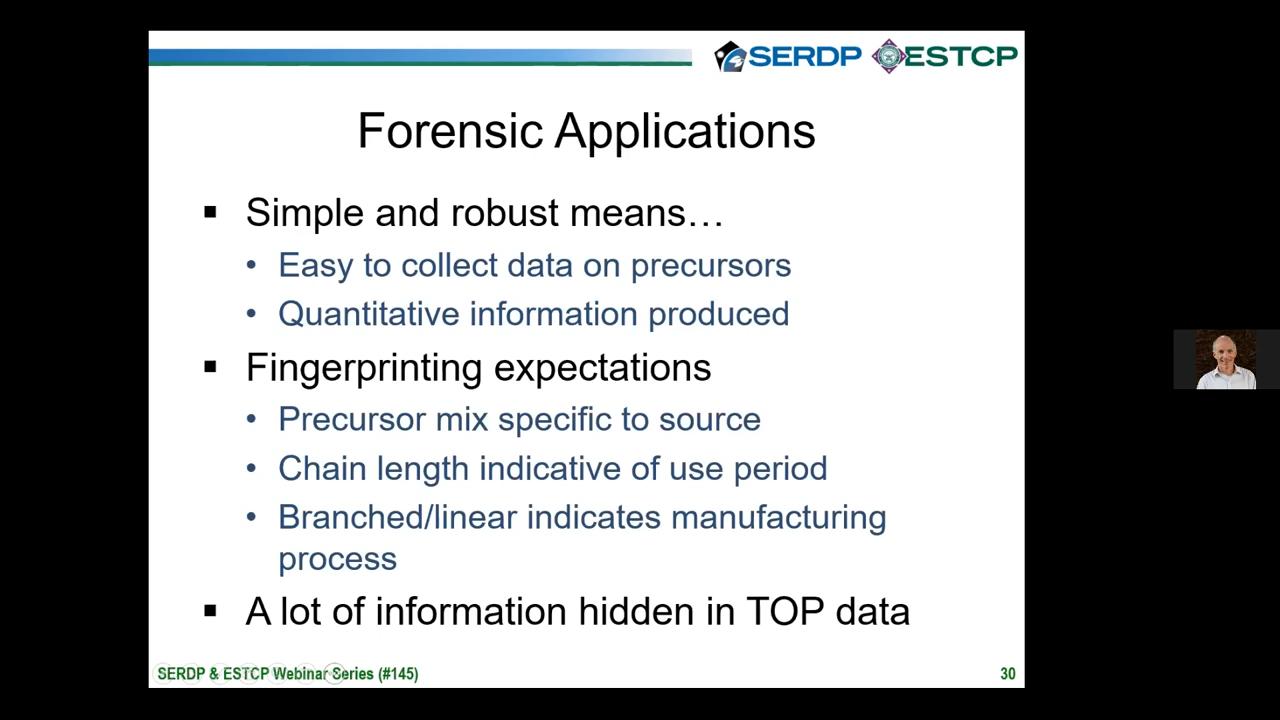 SERDP ESTCP
Forensic Applications
▪ Simple and robust means…
• Easy to collect data on precursors
• Quantitative information produced
▪ Fingerprinting expectations
• Precursor mix specific to source
• Chain length indicative of use period
• Branched/linear indicates manufacturing
process
▪ A lot of information hidden in TOP data
SERDP & ESTCP Webinar Series (#145) 30